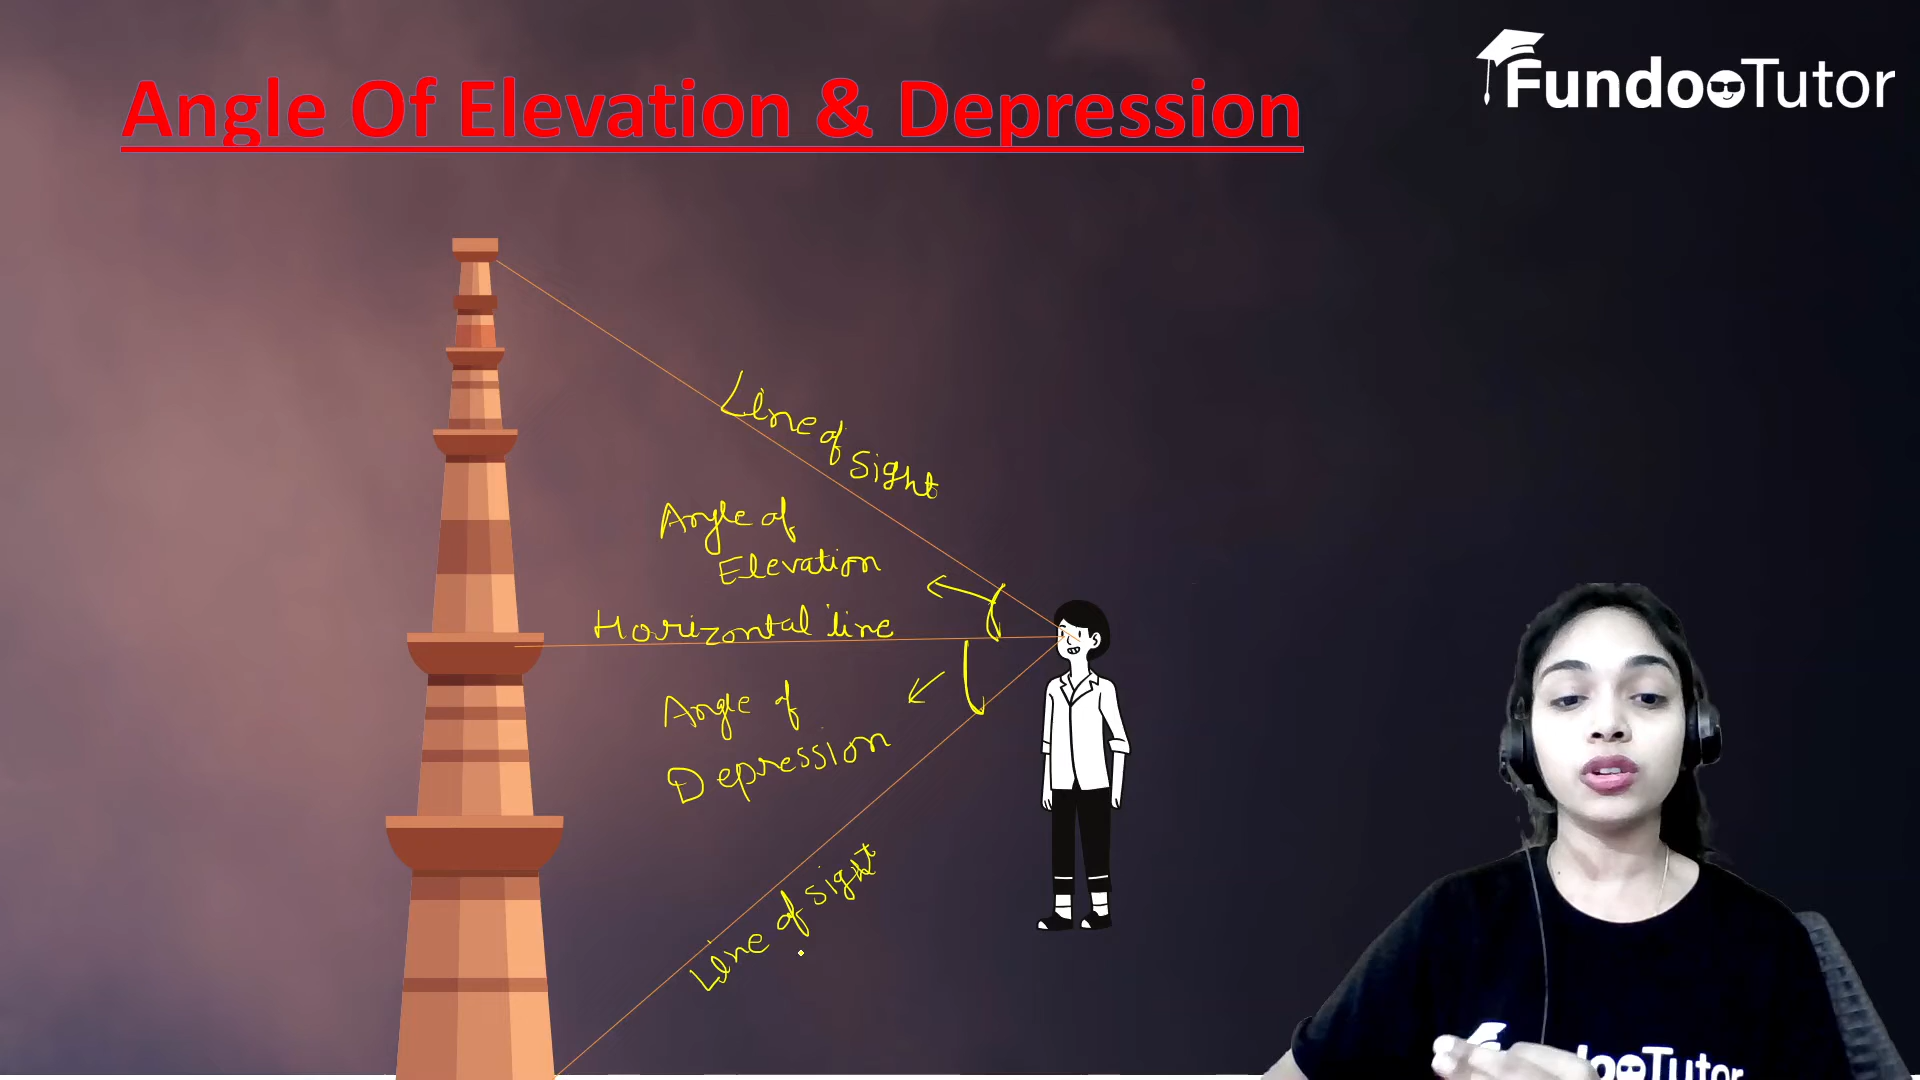 Angle Of Elevation & Depression
FundooTutor
Line of Sight
Angle of
Elevation
Horizontal line
Angle of
Depression
Line of Sight
FundooTutor